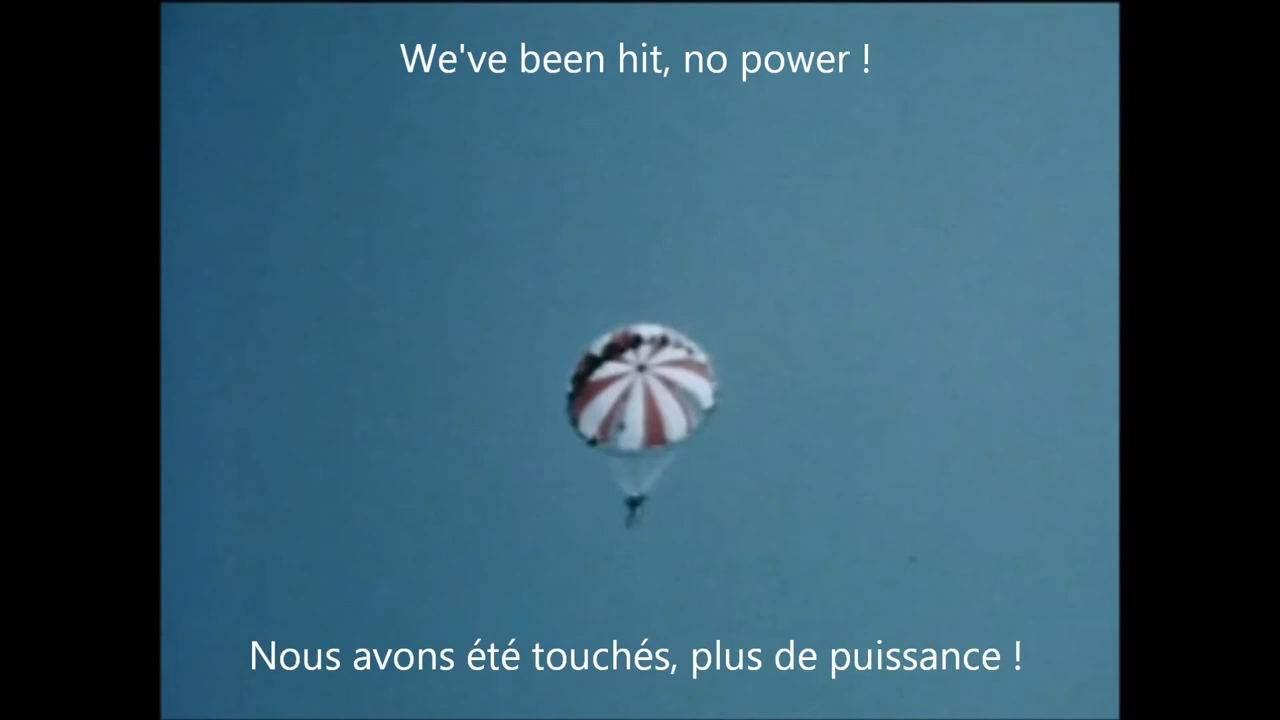 We've been hit, no power !
Nous avons été touchés, plus de puissance !